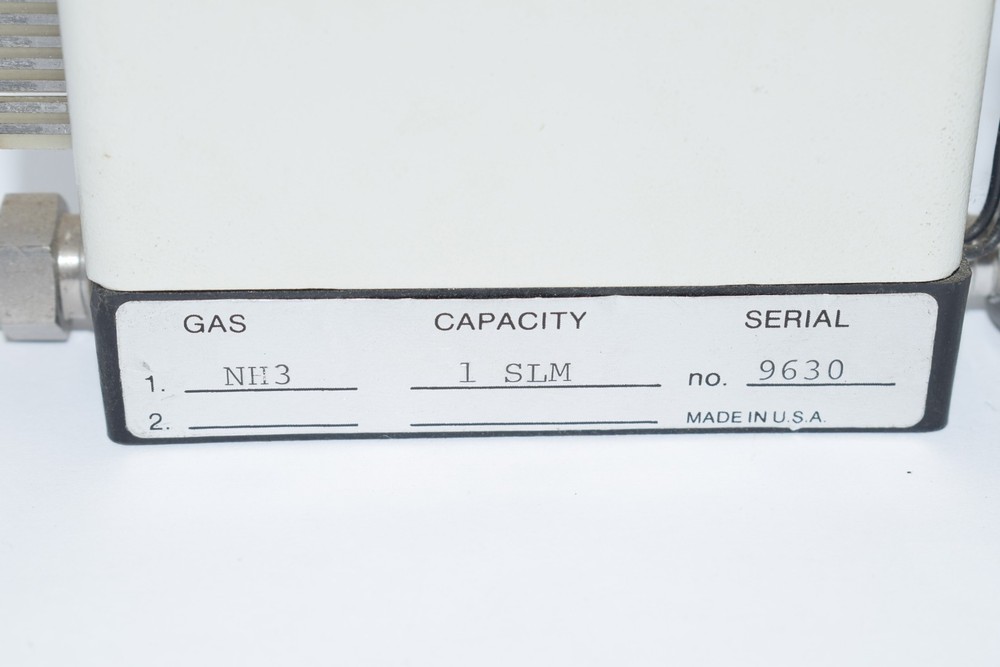 GAS CAPACITY SERIAL
1. NH3 1 SLM no. 9630
2. MADE IN U.S.A.